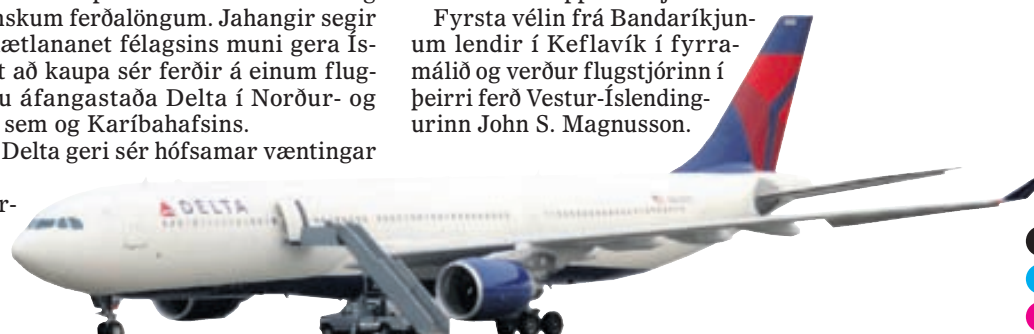 nskum ferðalöngum. Jahangir segir
ætlananet félagsins muni gera Ís-
t að kaupa sér ferðir á einum flug-
u áfangastaða Delta í Norður- og
sem og Karíbahafsins.
Delta geri sér hófsamar væntingar
r-
Fyrsta vélin frá Bandaríkjun-
um lendir í Keflavík í fyrra-
málið og verður flugstjórinn í
þeirri ferð Vestur-Íslending-
urinn John S. Magnusson.
DELTA